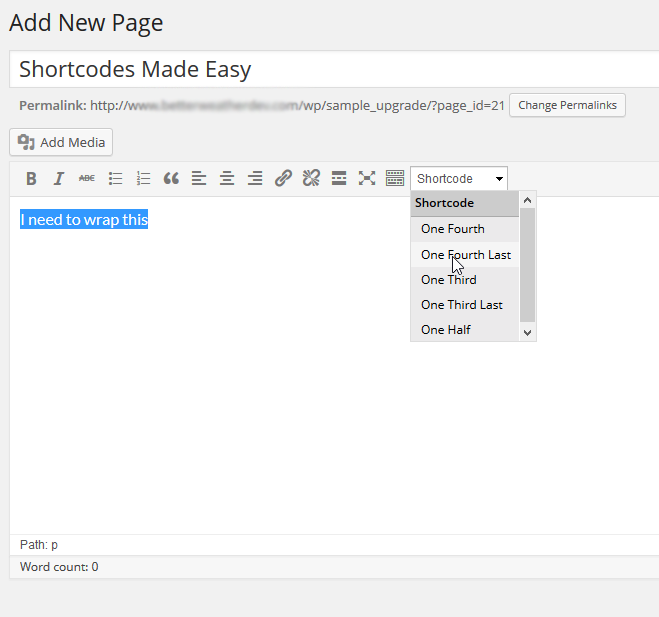 Add New Page
Shortcodes Made Easy
Permalink: http://www. /wp/sample_upgrade/?page_id=21 Change Permalinks
Add Media
B I ABC Shortcode
Shortcode
I need to wrap this
One Fourth
One Fourth Last
One Third
One Third Last
One Half
Path: p
Word count: 0